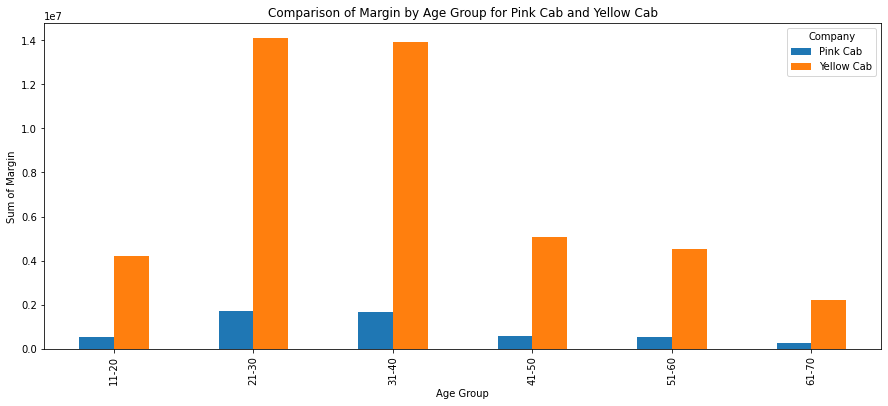 Comparison of Margin by Age Group for Pink Cab and Yellow Cab
1e7
Company
Pink Cab
Yellow Cab
1.4
1.2
1.0
0.8
0.6
0.4
0.2
0.0
Sum of Margin
11-20
21-30
31-40
41-50
51-60
61-70
Age Group